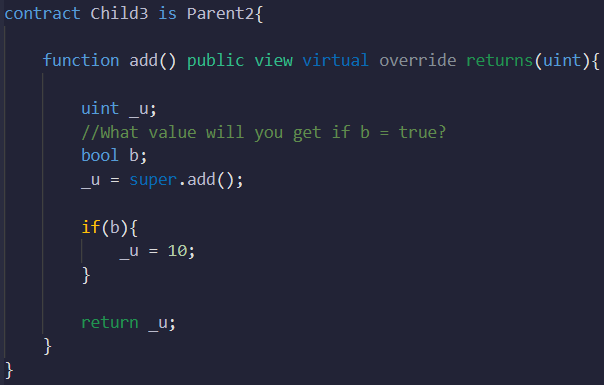 contract Child3 is Parent2{
function add() public view virtual override returns(uint){
uint _u;
//What value will you get if b = true?
bool b;
_u = super.add();
if(b){
_u = 10;
}
return _u;
}
}